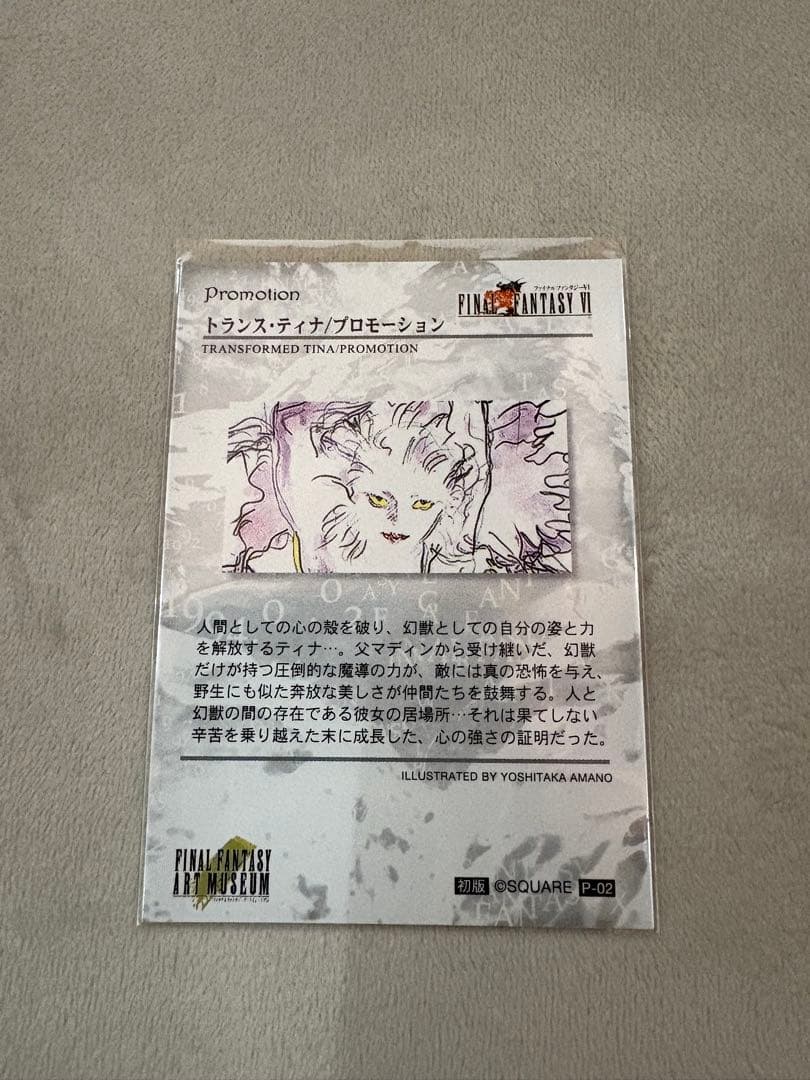 Promotion
ファイナルファンタジーVI
FINAL FANTASY VI
トランス・ティナ/プロモーション
TRANSFORMED TINA/PROMOTION
人間としての心の殻を破り、幻獣としての自分の姿と力
を解放するティナ…。父マディンから受け継いだ、幻獣
だけが持つ圧倒的な魔導の力が、敵には真の恐怖を与え、
野生にも似た奔放な美しさが仲間たちを鼓舞する。人と
幻獣の間の存在である彼女の居場所…それは果てしない
辛苦を乗り越えた末に成長した、心の強さの証明だった。
ILLUSTRATED BY YOSHITAKA AMANO
FINAL FANTASY
ART MUSEUM
初版 ©SQUARE P-02